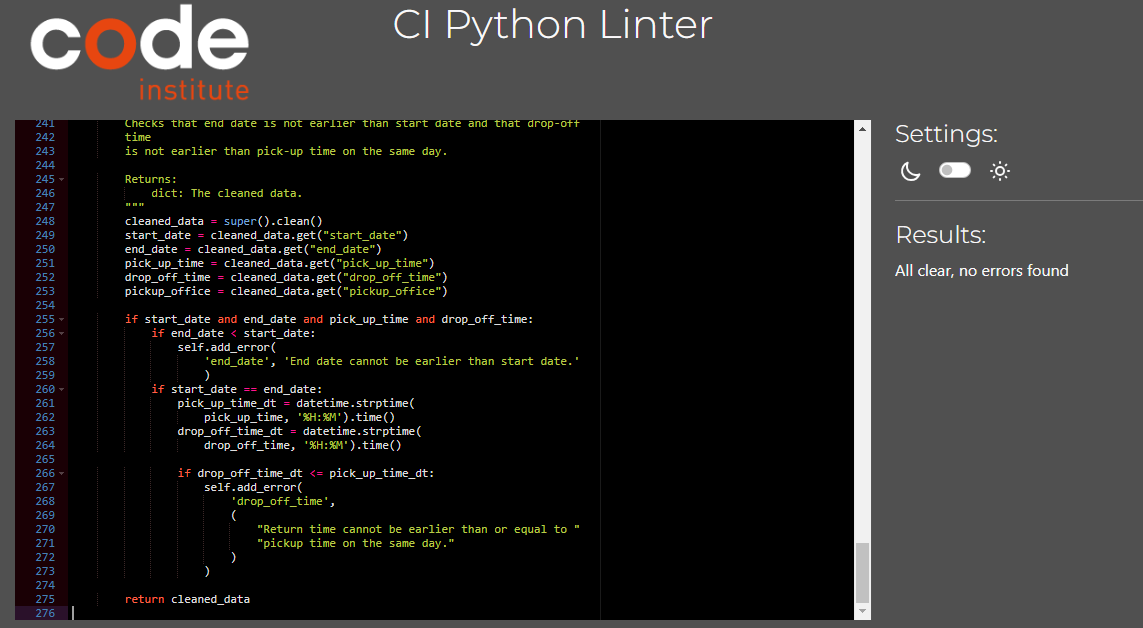 code
institute
CI Python Linter
241 Checks that end date is not earlier than start date and that drop-off
242 time
243 is not earlier than pick-up time on the same day.
244
245 Returns:
246 dict: The cleaned data.
247 """
248 cleaned_data = super().clean()
249 start_date = cleaned_data.get("start_date")
250 end_date = cleaned_data.get("end_date")
251 pick_up_time = cleaned_data.get("pick_up_time")
252 drop_off_time = cleaned_data.get("drop_off_time")
253 pickup_office = cleaned_data.get("pickup_office")
254
255 if start_date and end_date and pick_up_time and drop_off_time:
256 if end_date < start_date:
257 self.add_error(
258 'end_date', 'End date cannot be earlier than start date.'
259 )
260 if start_date == end_date:
261 pick_up_time_dt = datetime.strptime(
262 pick_up_time, '%H:%M').time()
263 drop_off_time_dt = datetime.strptime(
264 drop_off_time, '%H:%M').time()
265
266 if drop_off_time_dt <= pick_up_time_dt:
267 self.add_error(
268 'drop_off_time',
269 (
270 "Return time cannot be earlier than or equal to "
271 "pickup time on the same day."
272 )
273 )
274
275 return cleaned_data
276
Settings:
Results:
All clear, no errors found